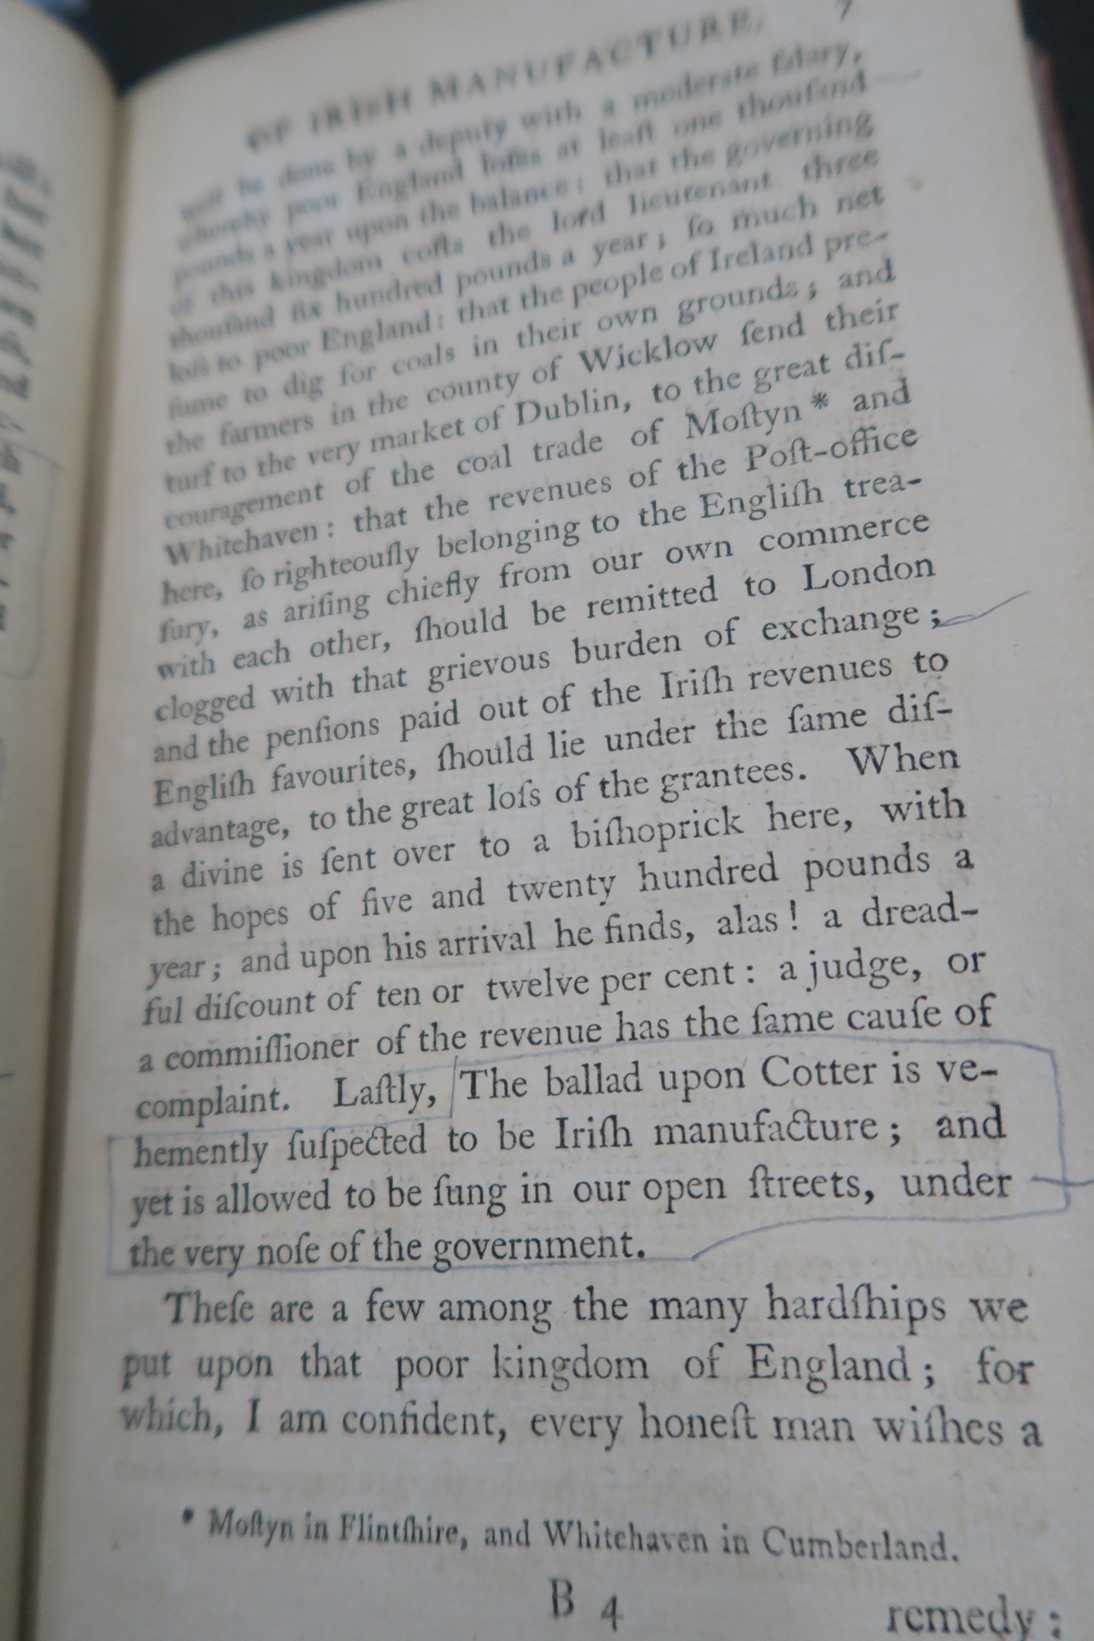 OF IRISH MANUFACTURE. 7
well be done by a deputy with a moderate ſalary,
whereby poor England loſes at leaſt one thouſand
pounds a year upon the balance: that the governing
of this kingdom coſts the lord lieutenant three
thouſand ſix hundred pounds a year; ſo much net
loſs to poor England: that the people of Ireland pre-
ſume to dig for coals in their own grounds; and
the farmers in the county of Wicklow ſend their
turf to the very market of Dublin, to the great diſ-
couragement of the coal trade of Moſtyn * and
Whitehaven: that the revenues of the Poſt-office
here, ſo righteouſly belonging to the Engliſh trea-
ſury, as ariſing chiefly from our own commerce
with each other, ſhould be remitted to London
clogged with that grievous burden of exchange;
and the penſions paid out of the Iriſh revenues to
Engliſh favourites, ſhould lie under the ſame diſ-
advantage, to the great loſs of the grantees. When
a divine is ſent over to a biſhoprick here, with
the hopes of five and twenty hundred pounds a
year; and upon his arrival he finds, alas! a dread-
ful diſcount of ten or twelve per cent: a judge, or
a commiſſioner of the revenue has the ſame cauſe of
complaint. Laſtly, The ballad upon Cotter is ve-
hemently ſuſpected to be Iriſh manufacture; and
yet is allowed to be ſung in our open ſtreets, under
the very noſe of the government.
Theſe are a few among the many hardſhips we
put upon that poor kingdom of England; for
which, I am confident, every honeſt man wiſhes a
* Moſtyn in Flintſhire, and Whitehaven in Cumberland.
B 4 remedy: